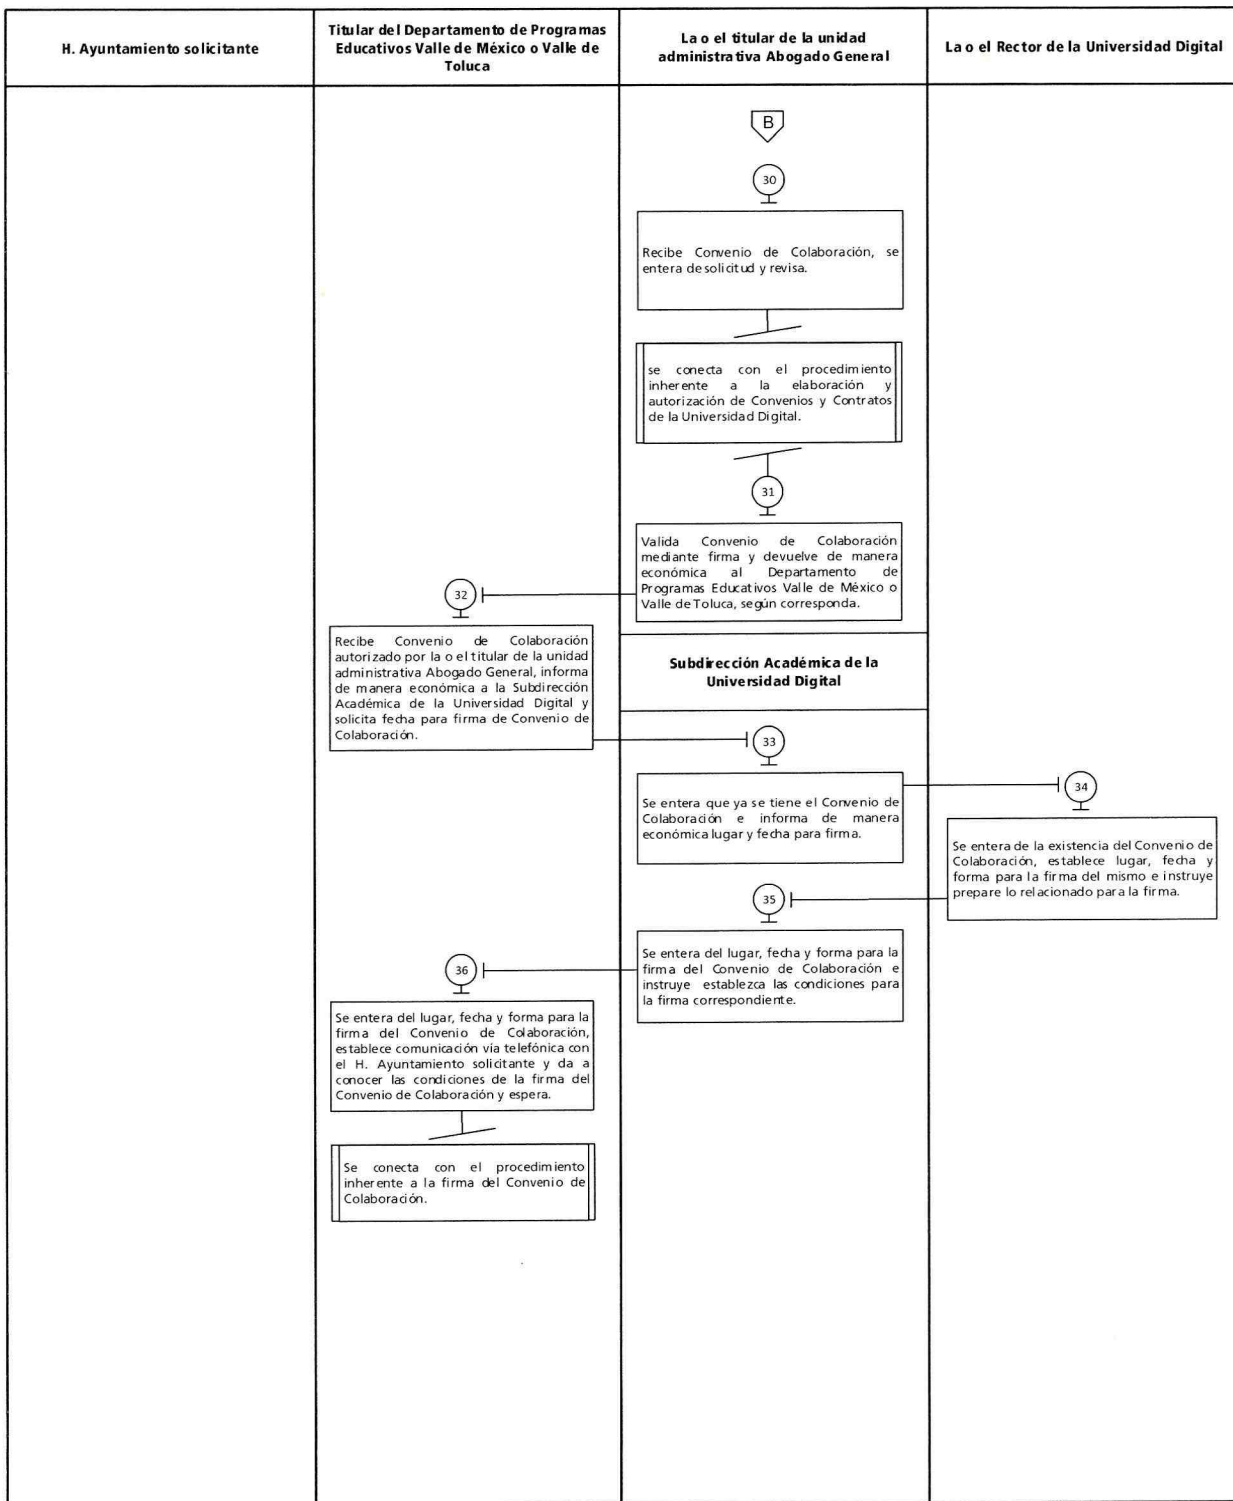 H. Ayuntamiento solicitante
Titular del Departamento de Programas
Educativos Valle de México o Valle de
Toluca
La o el titular de la unidad
administrativa Abogado General
La o el Rector de la Universidad Digital
B
30
Recibe Convenio de Colaboración, se
entera de solicitud y revisa.
se conecta con el procedimiento
inherente a la elaboración y
autorización de Convenios y Contratos
de la Universidad Digital.
31
Valida Convenio de Colaboración
mediante firma y devuelve de manera
económica al Departamento de
Programas Educativos Valle de México o
Valle de Toluca, según corresponda.
32
Recibe Convenio de Colaboración
autorizado por la o el titular de la unidad
administrativa Abogado General, informa
de manera económica a la Subdirección
Académica de la Universidad Digital y
solicita fecha para firma de Convenio de
Colaboración.
Subdirección Académica de la
Universidad Digital
33
Se entera que ya se tiene el Convenio de
Colaboración e informa de manera
económica lugar y fecha para firma.
34
Se entera de la existencia del Convenio de
Colaboración, establece lugar, fecha y
forma para la firma del mismo e instruye
prepare lo relacionado para la firma.
35
Se entera del lugar, fecha y forma para la
firma del Convenio de Colaboración e
instruye establezca las condiciones para
la firma correspondiente.
36
Se entera del lugar, fecha y forma para la
firma del Convenio de Colaboración,
establece comunicación vía telefónica con
el H. Ayuntamiento solicitante y da a
conocer las condiciones de la firma del
Convenio de Colaboración y espera.
Se conecta con el procedimiento
inherente a la firma del Convenio de
Colaboración.